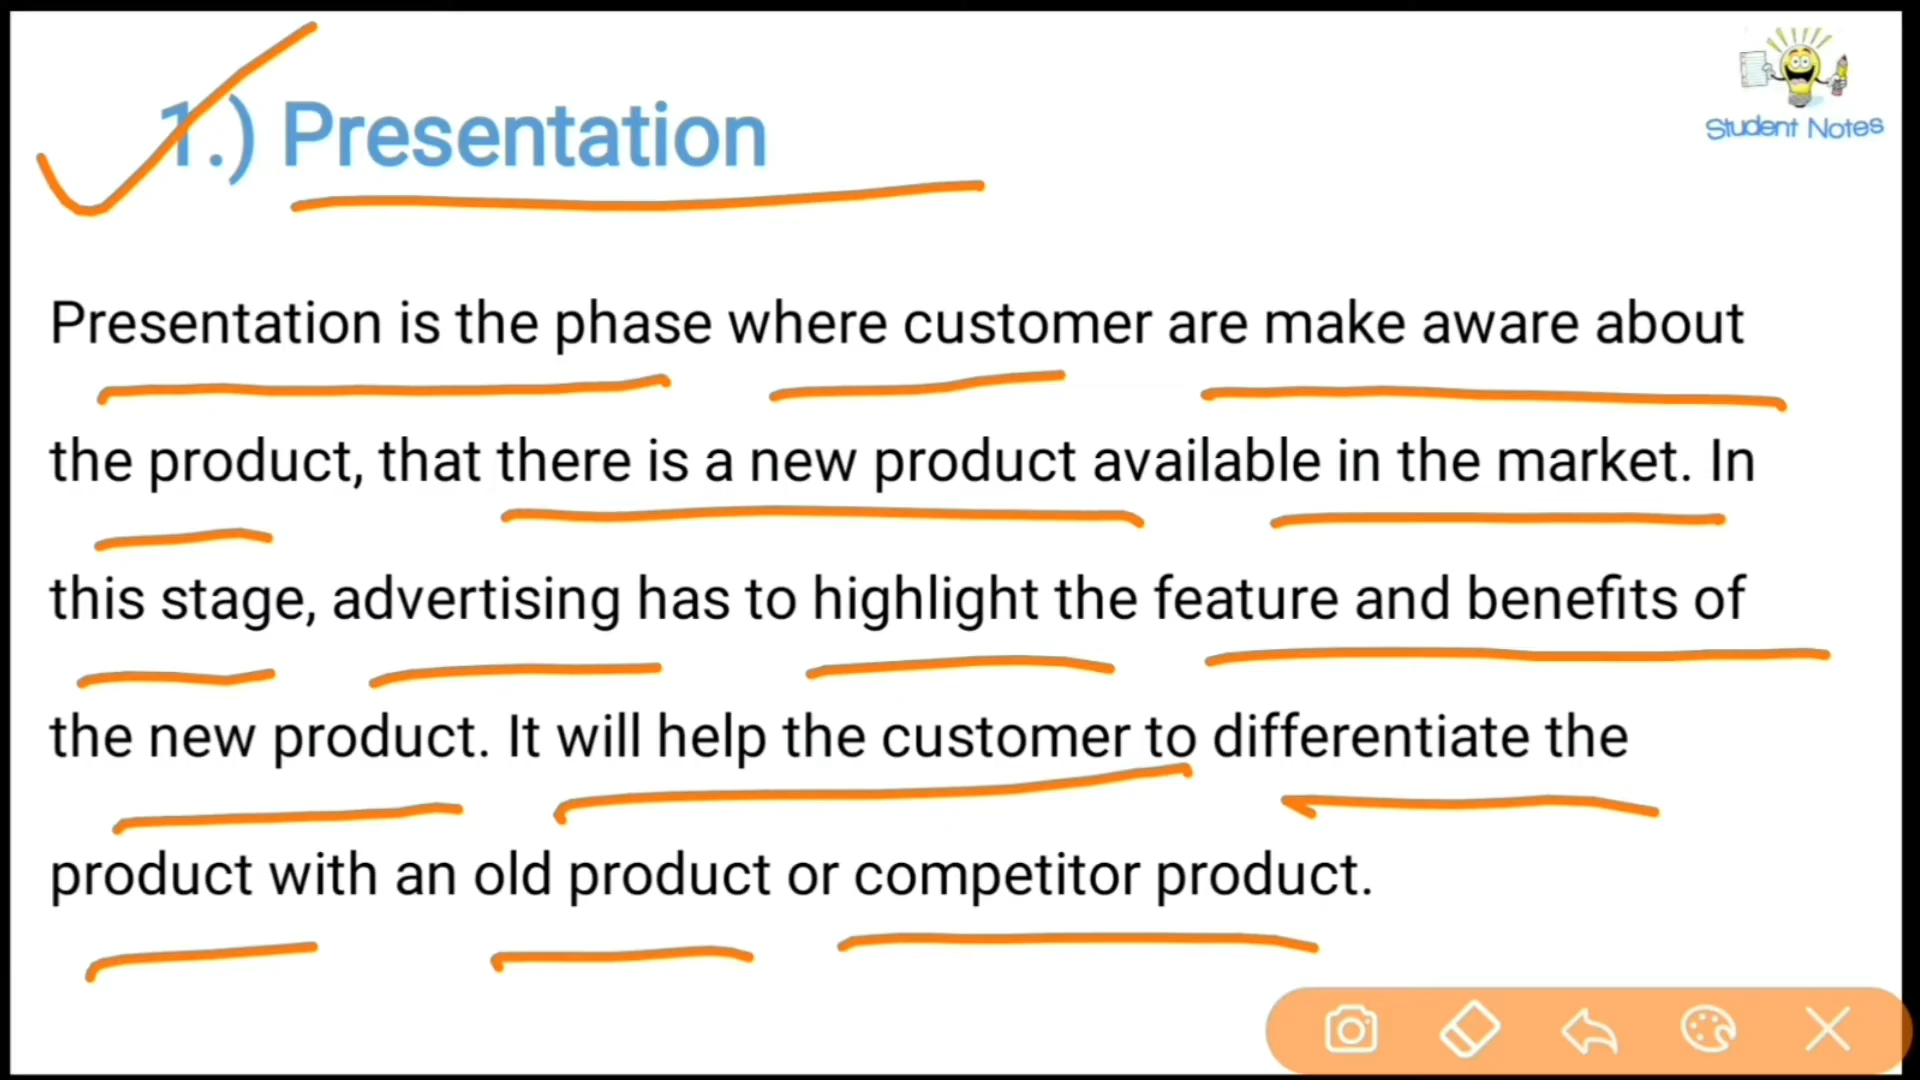 1.) Presentation
Student Notes
Presentation is the phase where customer are make aware about
the product, that there is a new product available in the market. In
this stage, advertising has to highlight the feature and benefits of
the new product. It will help the customer to differentiate the
product with an old product or competitor product.